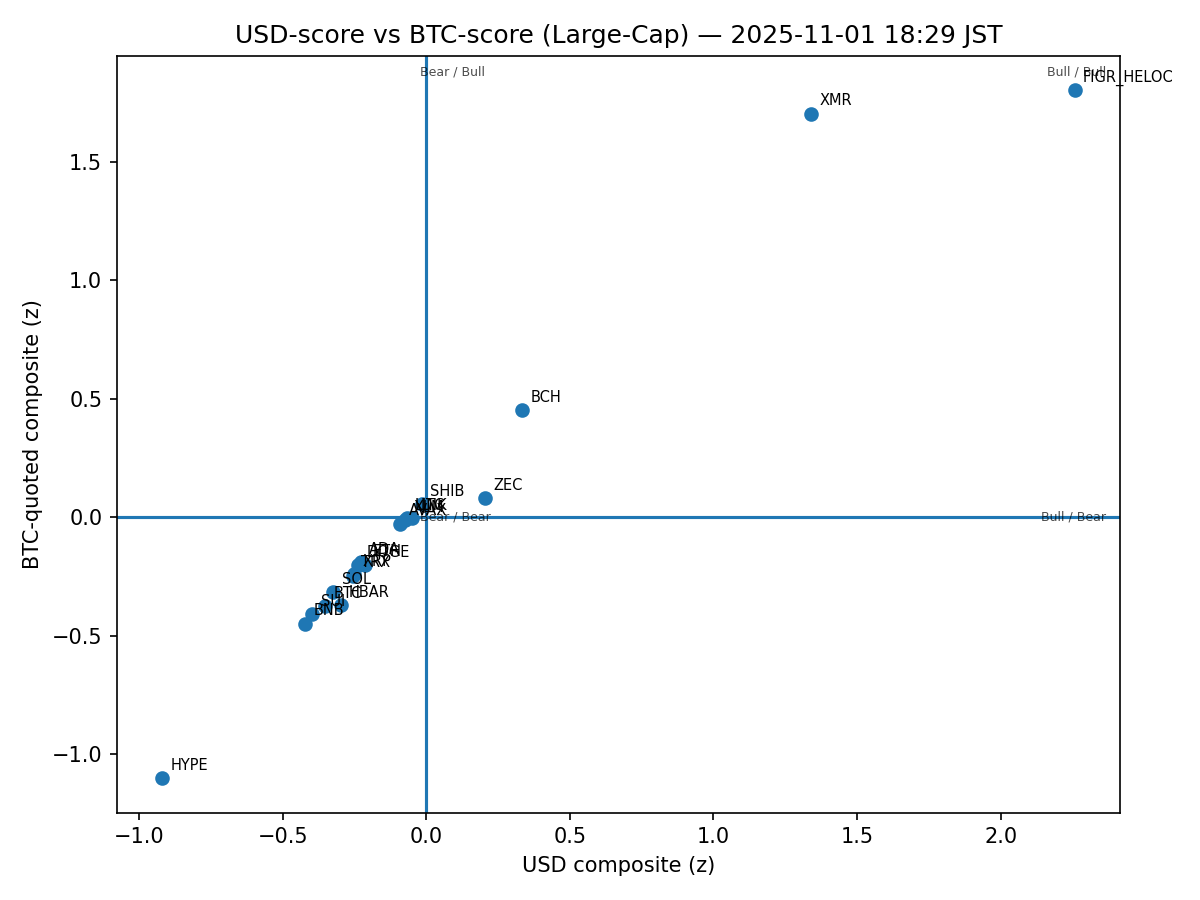 USD-score vs BTC-score (Large-Cap) — 2025-11-01 18:29 JST
Bear / Bull
Bull / Bull
FIGR_HELOC
XMR
1.5
1.0
BTC-quoted composite (z)
0.5
BCH
ZEC
SHIB
AVAX
0.0
Bear / Bear
Bull / Bear
ADA
DOGE
TRX
SOL
BTC
HBAR
SUI
BNB
−0.5
−1.0
HYPE
−1.0
−0.5
0.0
0.5
1.0
1.5
2.0
USD composite (z)